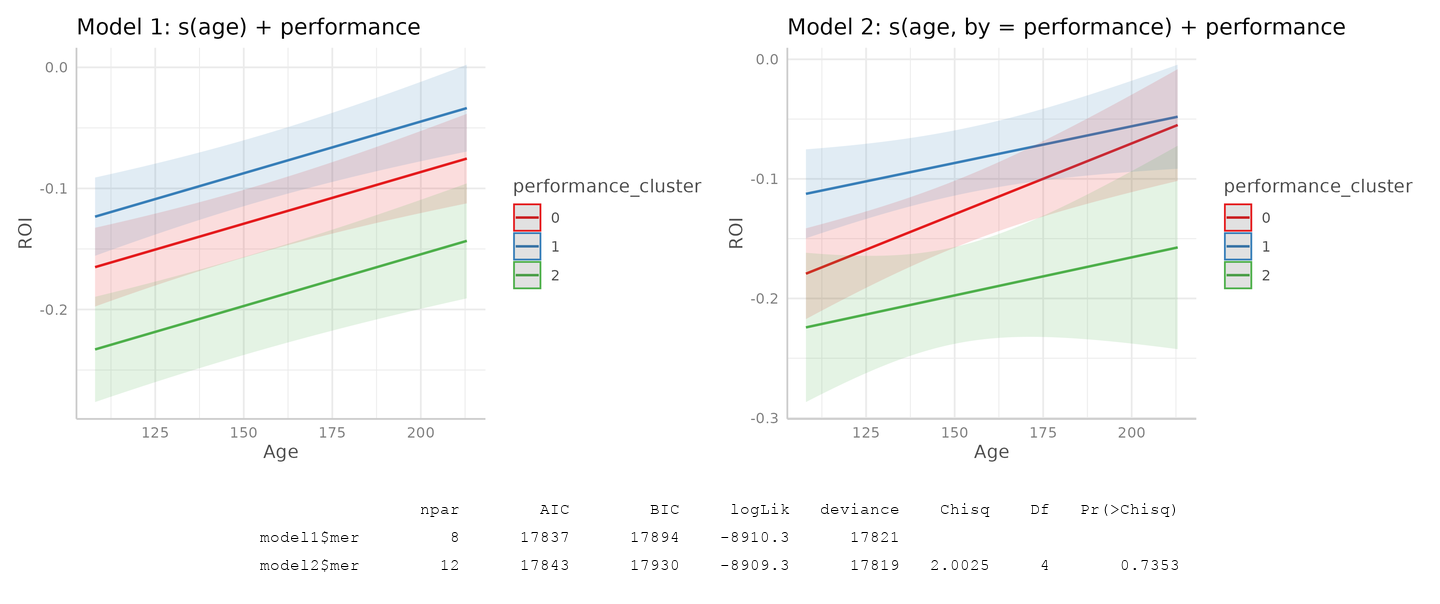 Model 1: s(age) + performance
0.0
-0.1
-0.2
ROI
125 150 175 200
Age
performance_cluster
0
1
2
Model 2: s(age, by = performance) + performance
0.0
-0.1
-0.2
-0.3
ROI
125 150 175 200
Age
performance_cluster
0
1
2
npar AIC BIC logLik deviance Chisq Df Pr(>Chisq)
model1$mer 8 17837 17894 -8910.3 17821
model2$mer 12 17843 17930 -8909.3 17819 2.0025 4 0.7353